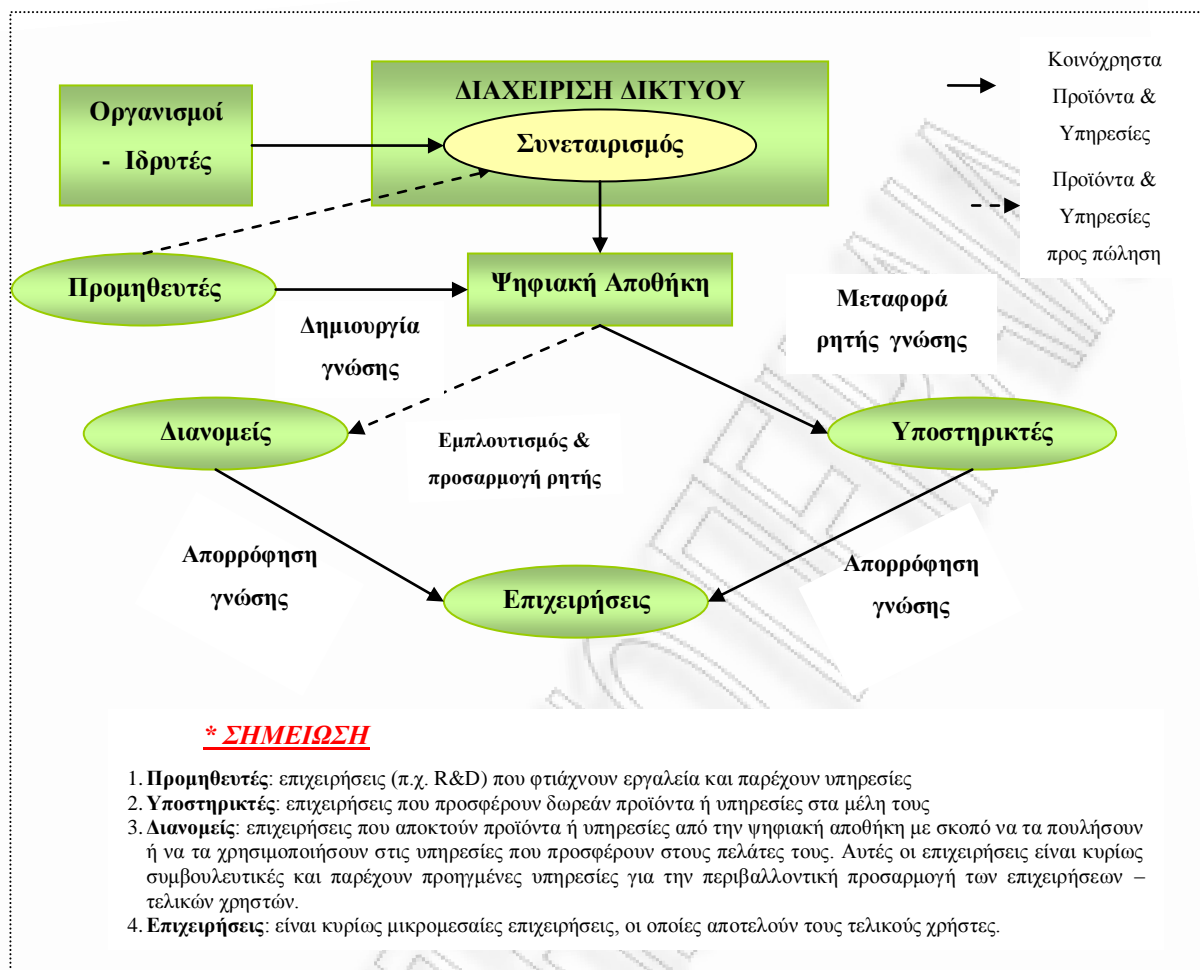 Οργανισμοί
- Ιδρυτές
ΔΙΑΧΕΙΡΙΣΗ ΔΙΚΤΥΟΥ
Συνεταιρισμός
Κοινόχρηστα
Προϊόντα &
Υπηρεσίες
Προϊόντα &
Υπηρεσίες
προς πώληση
Προμηθευτές
Ψηφιακή Αποθήκη
Δημιουργία
γνώσης
Μεταφορά
ρητής γνώσης
Διανομείς
Εμπλουτισμός &
προσαρμογή ρητής
Υποστηρικτές
Απορρόφηση
γνώσης
Επιχειρήσεις
Απορρόφηση
γνώσης
* ΣΗΜΕΙΩΣΗ
1. Προμηθευτές: επιχειρήσεις (π.χ. R&D) που φτιάχνουν εργαλεία και παρέχουν υπηρεσίες
2. Υποστηρικτές: επιχειρήσεις που προσφέρουν δωρεάν προϊόντα ή υπηρεσίες στα μέλη τους
3. Διανομείς: επιχειρήσεις που αποκτούν προϊόντα ή υπηρεσίες από την ψηφιακή αποθήκη με σκοπό να τα πουλήσουν
ή να τα χρησιμοποιήσουν στις υπηρεσίες που προσφέρουν στους πελάτες τους. Αυτές οι επιχειρήσεις είναι κυρίως
συμβουλευτικές και παρέχουν προηγμένες υπηρεσίες για την περιβαλλοντική προσαρμογή των επιχειρήσεων –
τελικών χρηστών.
4. Επιχειρήσεις: είναι κυρίως μικρομεσαίες επιχειρήσεις, οι οποίες αποτελούν τους τελικούς χρήστες.